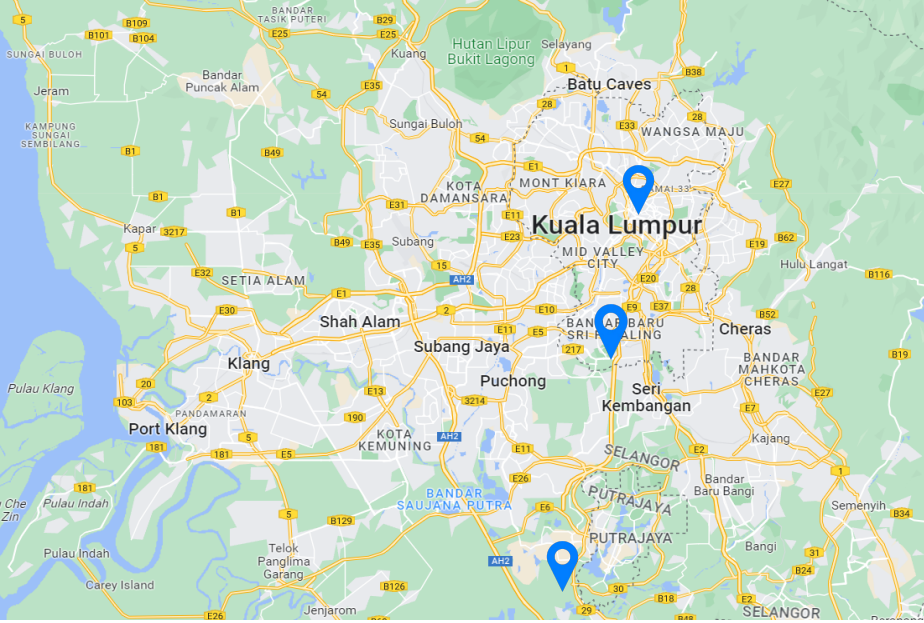 BANDAR
TASIK PUTERI
B109
B101
B104
E25
B29
E25
5
SUNGAI BULOH
Kuang
Hutan Lipur
Bukit Lagong
Selayang
1
B38
Batu Caves
Jeram
Bandar
Puncak Alam
54
E35
28
28
KAMPUNG
SUNGAI
SEMBILANG
Sungai Buloh
54
E33
WANGSA MAJU
B1
B49
E1
KOTA
DAMANSARA
MONT KIARA
E27
B1
B1
E31
E11
Kapar
3217
5
B49
E35
Subang
E23
Kuala Lumpur
E19
B62
MID VALLEY
CITY
15
Hulu Langat
B116
E32
SETIA ALAM
AH2
E20
28
E1
E30
2
E10
E9
E37
B52
Shah Alam
E11
E5
BANDAR BARU
Cheras
217
Subang Jaya
B19
Klang
BANDAR
MAHKOTA
CHERAS
Puchong
Seri
Kembangan
Pulau Klang
20
2
E13
E27
103
3214
PANDAMARAN
190
E7
Port Klang
5
KOTA
KEMUNING
AH2
Kajang
181
181
E5
E11
SELANGOR
E2
1
181
E26
Bandar
Baru Bangi
Che
Zin
Pulau Indah
BANDAR
SAUJANA PUTRA
PUTRAJAYA
E6
Semenyih
B34
5
B129
PUTRAJAYA
Bangi
Pulau Indah
Telok
Panglima
Garang
AH2
31
B24
Carey Island
B126
30
B18
E2
E26
Jenjarom
29
B48
SELANGOR